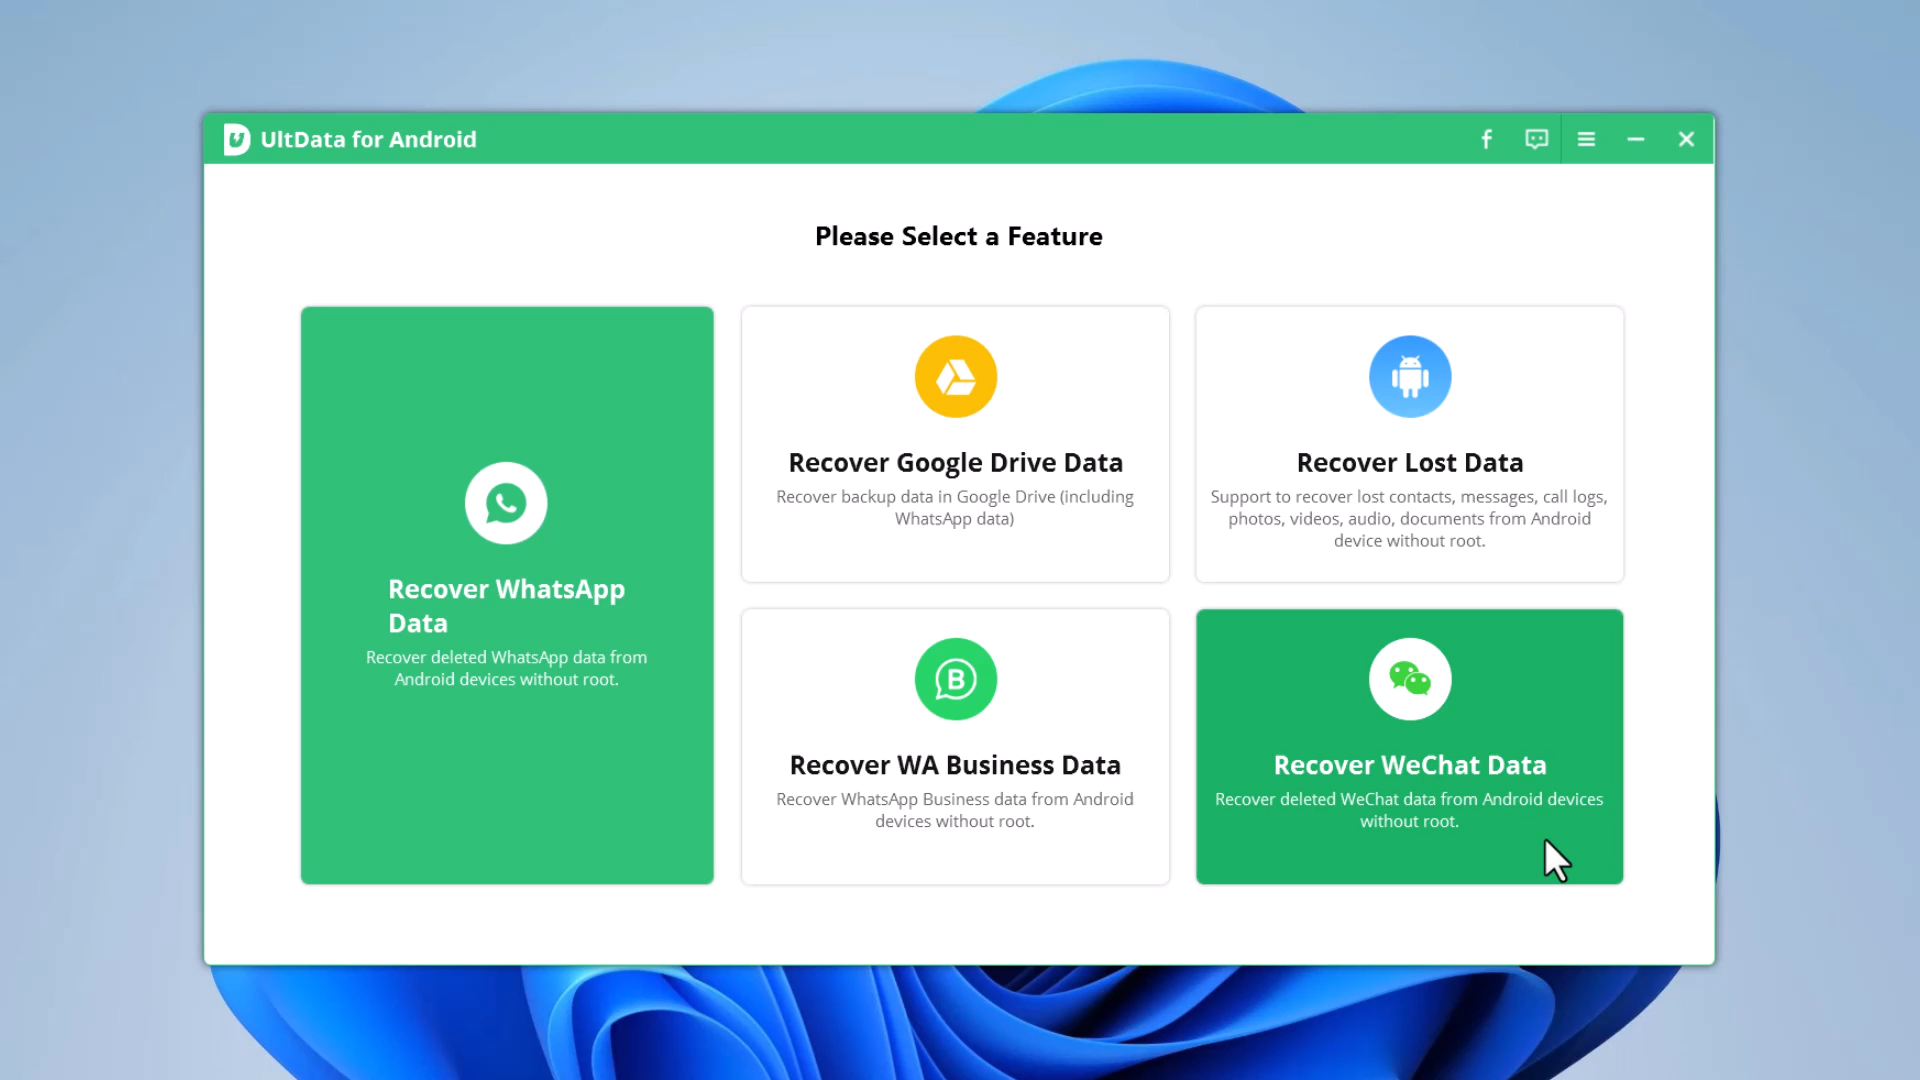 UltData for Android
Please Select a Feature
Recover WhatsApp
Data
Recover deleted WhatsApp data from
Android devices without root.
Recover Google Drive Data
Recover backup data in Google Drive (including
WhatsApp data)
Recover Lost Data
Support to recover lost contacts, messages, call logs,
photos, videos, audio, documents from Android
device without root.
Recover WA Business Data
Recover WhatsApp Business data from Android
devices without root.
Recover WeChat Data
Recover deleted WeChat data from Android devices
without root.